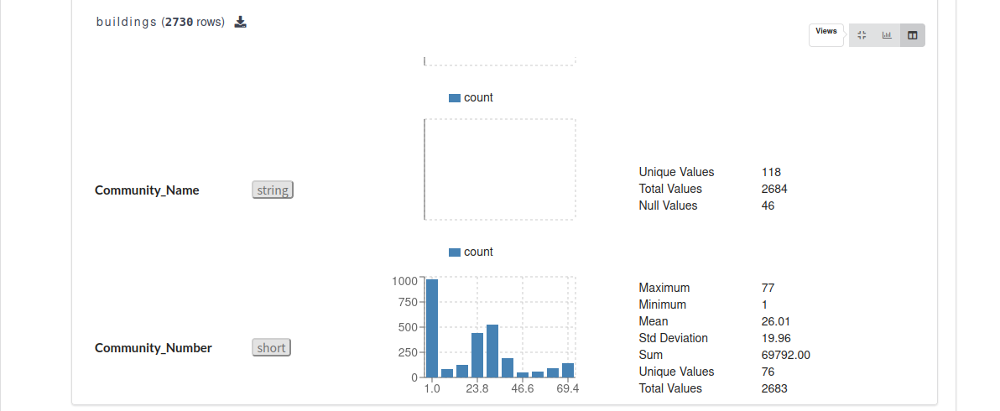 buildings (2730 rows)
Views
count
Community_Name string
Unique Values 118
Total Values 2684
Null Values 46
count
Community_Number short
1000
750
500
250
0
1.0 23.8 46.6 69.4
Maximum 77
Minimum 1
Mean 26.01
Std Deviation 19.96
Sum 69792.00
Unique Values 76
Total Values 2683